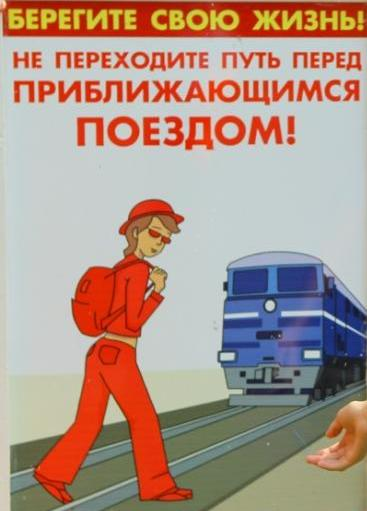 БЕРЕГИТЕ СВОЮ ЖИЗНЬ!
НЕ ПЕРЕХОДИТЕ ПУТЬ ПЕРЕД
ПРИБЛИЖАЮЩИМСЯ
ПОЕЗДОМ!